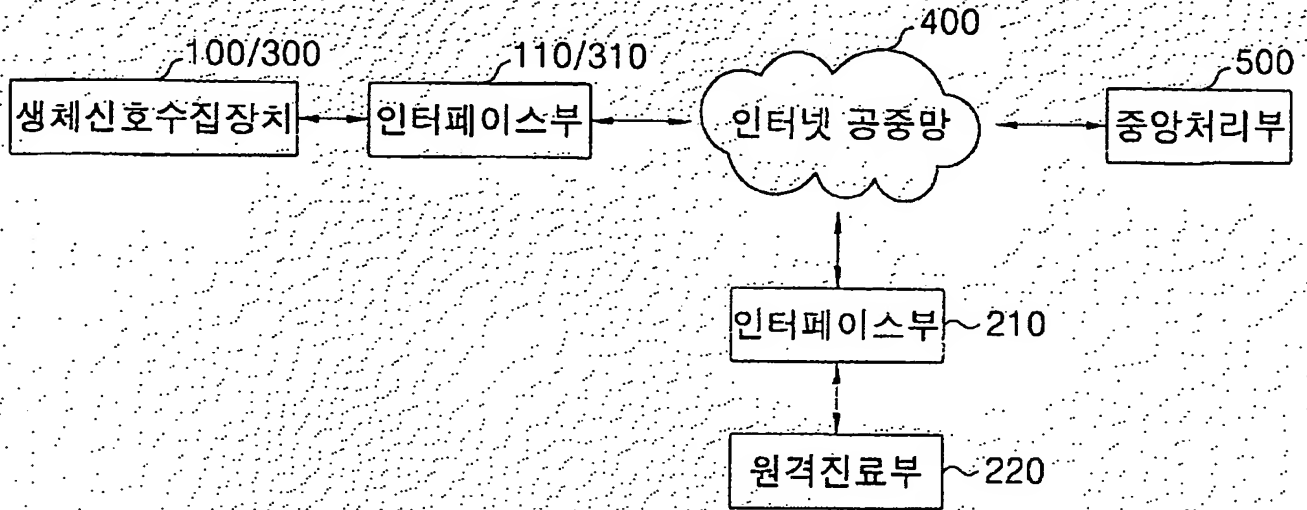 100/300
110/310
400
500
생체신호수집장치
인터페이스부
인터넷 공중망
중앙처리부
인터페이스부
210
원격진료부
220